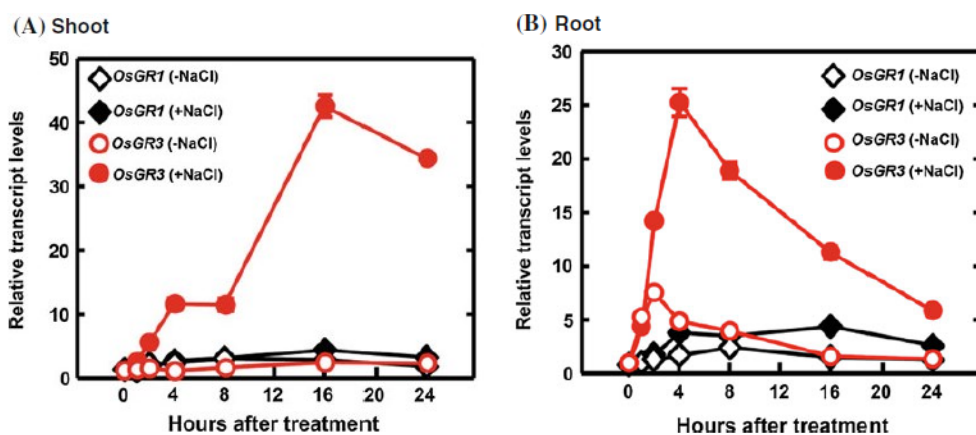 (A) Shoot
Relative transcript levels
50
40
30
20
10
0
OsGR1 (-NaCl)
OsGR1 (+NaCl)
OsGR3 (-NaCl)
OsGR3 (+NaCl)
0 4 8 12 16 20 24
Hours after treatment
(B) Root
Relative transcript levels
30
25
20
15
10
5
0
OsGR1 (-NaCl)
OsGR1 (+NaCl)
OsGR3 (-NaCl)
OsGR3 (+NaCl)
0 4 8 12 16 20 24
Hours after treatment